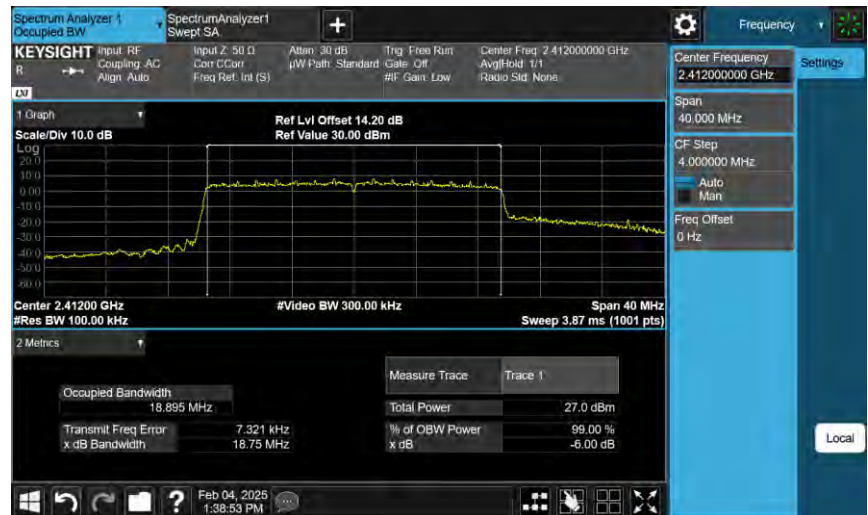 Spectrum Analyzer 1
Occupied BW
SpectrumAnalyzer1
Swept SA
+
Frequency
KEYSIGHT
R
LXI
Input: RF
Coupling: AC
Align: Auto
Input Z: 50 Ω
Corr CCorr
Freq Ref: Int (S)
Atten: 30 dB
µW Path: Standard
Trig: Free Run
Gate: Off
#IF Gain: Low
Center Freq: 2.412000000 GHz
Avg|Hold: 1/1
Radio Std: None
Center Frequency
2.412000000 GHz
Settings
Span
40.000 MHz
CF Step
4.000000 MHz
Auto
Man
Freq Offset
0 Hz
Local
1 Graph
Scale/Div 10.0 dB
Ref Lvl Offset 14.20 dB
Ref Value 30.00 dBm
Log
20.0
10.0
0.00
-10.0
-20.0
-30.0
-40.0
-50.0
-60.0
Center 2.41200 GHz
#Video BW 300.00 kHz
Span 40 MHz
#Res BW 100.00 kHz
Sweep 3.87 ms (1001 pts)
2 Metrics
Measure Trace
Trace 1
Occupied Bandwidth
18.895 MHz
Total Power
27.0 dBm
Transmit Freq Error
7.321 kHz
% of OBW Power
99.00 %
x dB Bandwidth
18.75 MHz
x dB
-6.00 dB
?
Feb 04, 2025
1:38:53 PM